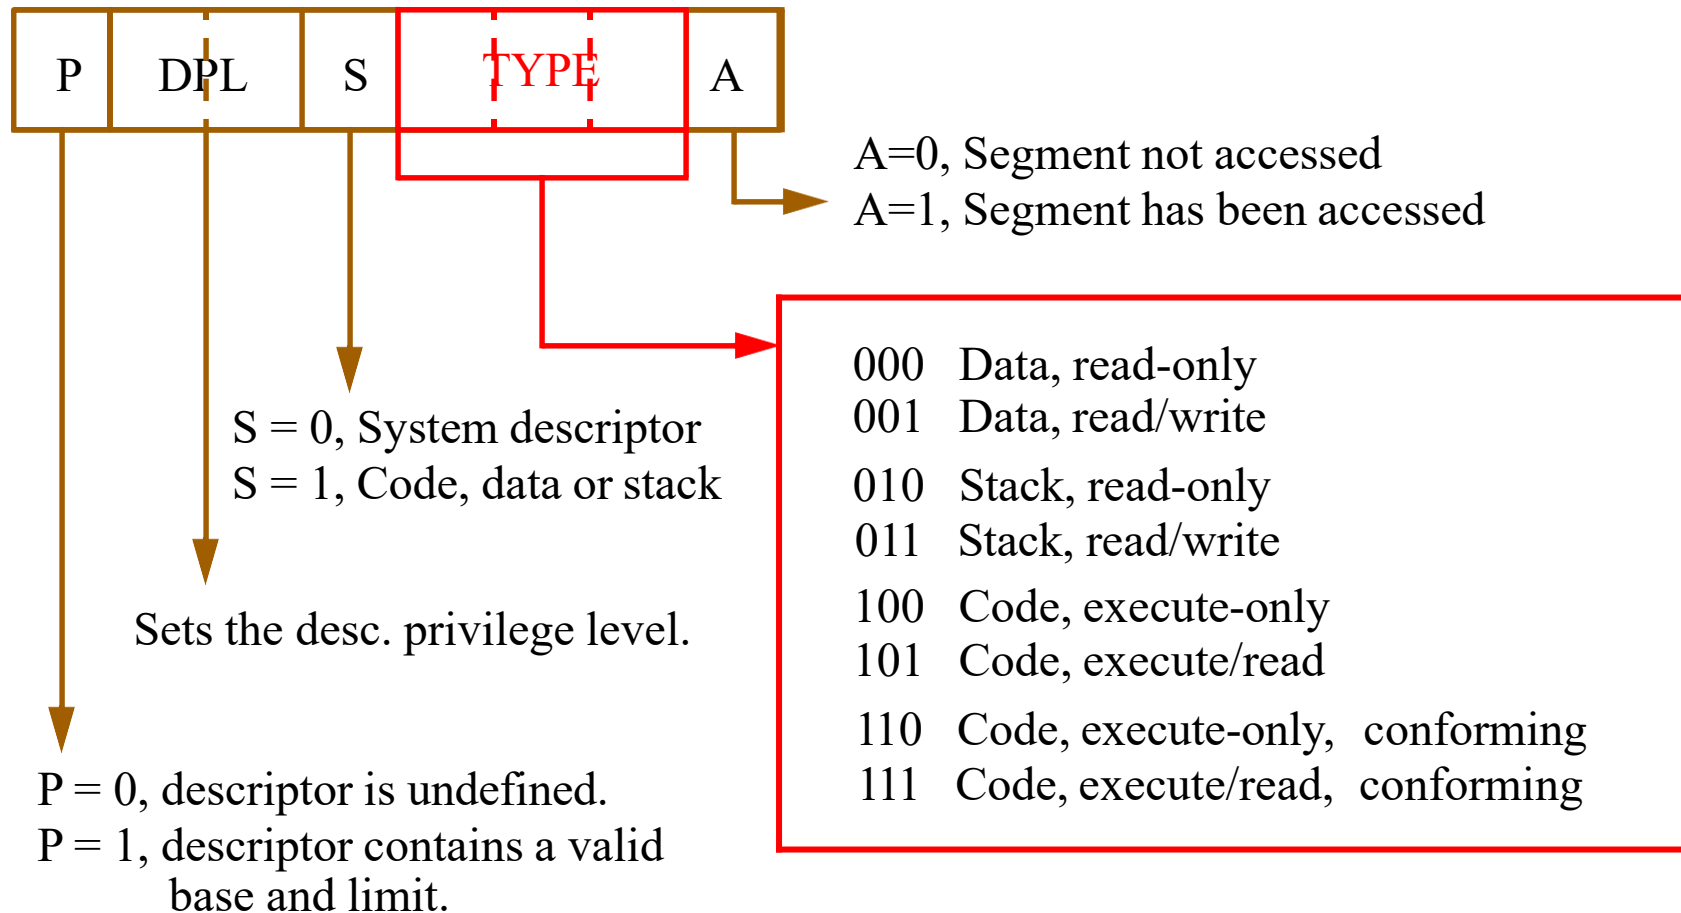 P DPL S TYPE A
A=0, Segment not accessed
A=1, Segment has been accessed
000 Data, read-only
001 Data, read/write
010 Stack, read-only
011 Stack, read/write
100 Code, execute-only
101 Code, execute/read
110 Code, execute-only, conforming
111 Code, execute/read, conforming
S = 0, System descriptor
S = 1, Code, data or stack
Sets the desc. privilege level.
P = 0, descriptor is undefined.
P = 1, descriptor contains a valid
base and limit.